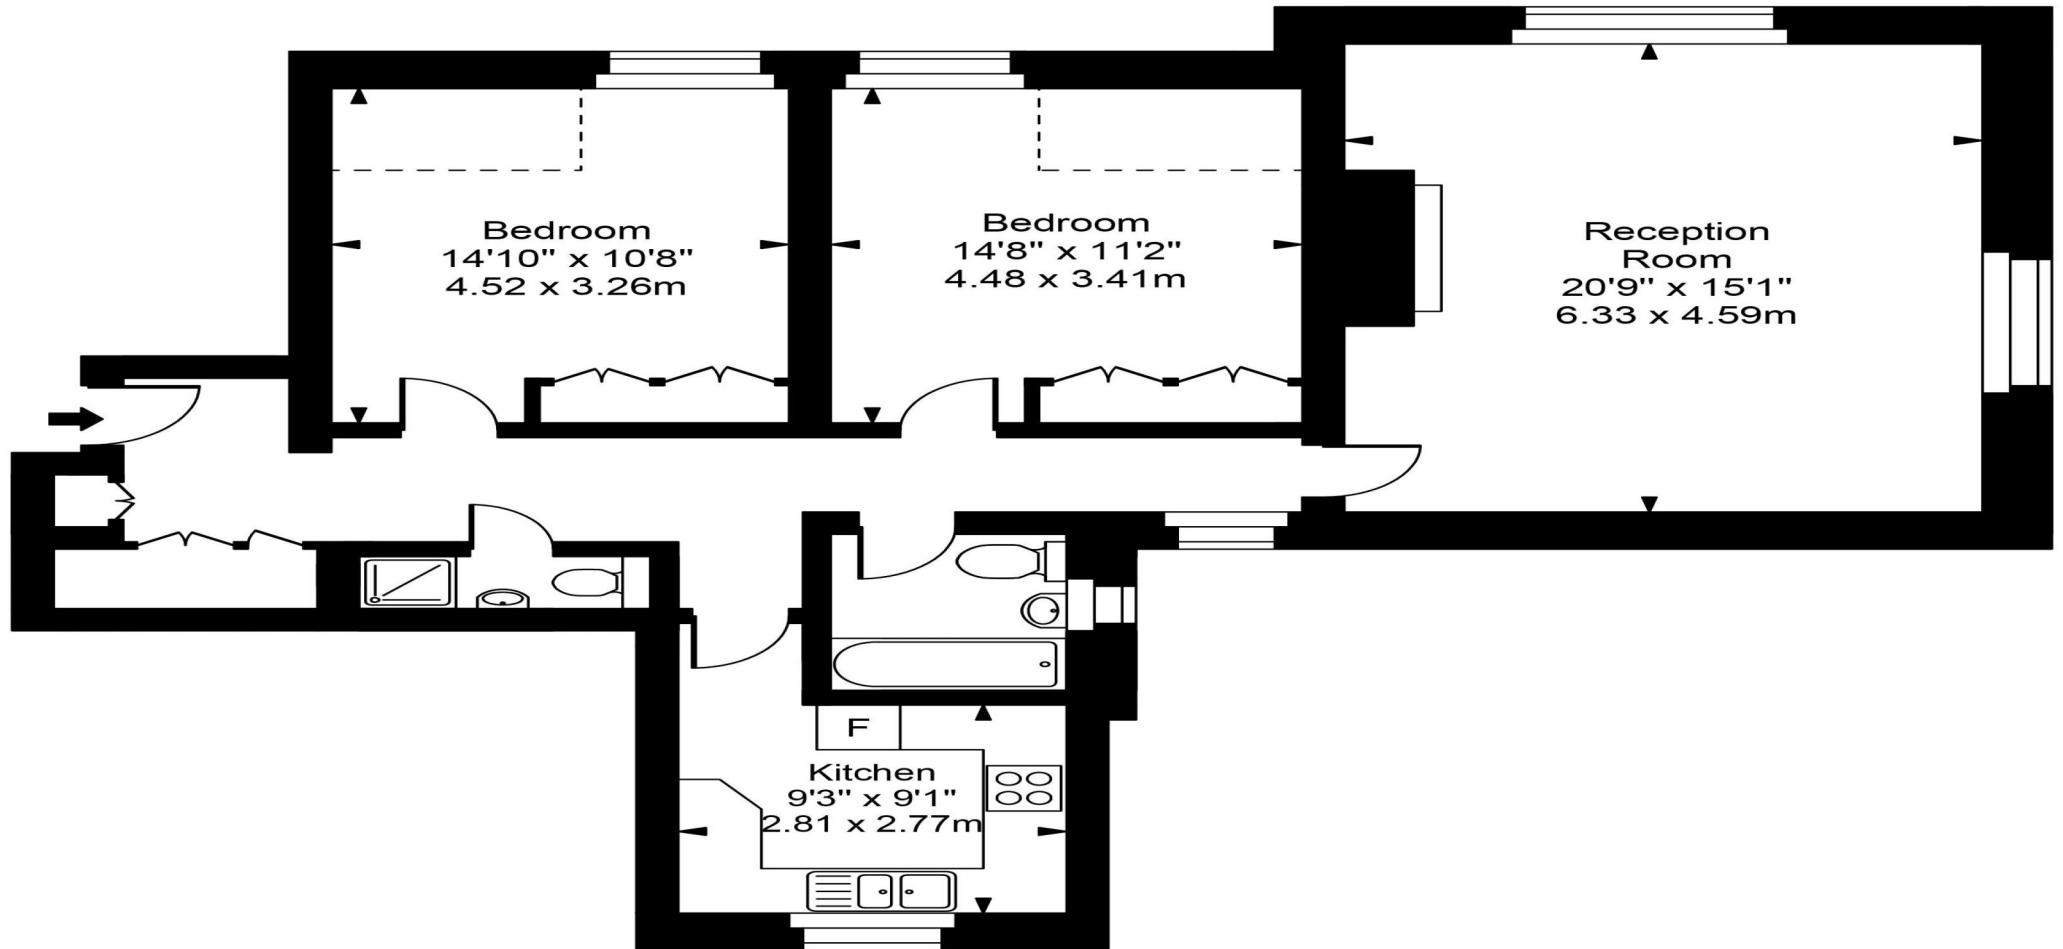 Bedroom
14'10" x 10'8"
4.52 x 3.26m
Bedroom
14'8" x 11'2"
4.48 x 3.41m
Reception
Room
20'9" x 15'1"
6.33 x 4.59m
F
Kitchen
9'3" x 9'1"
2.81 x 2.77m